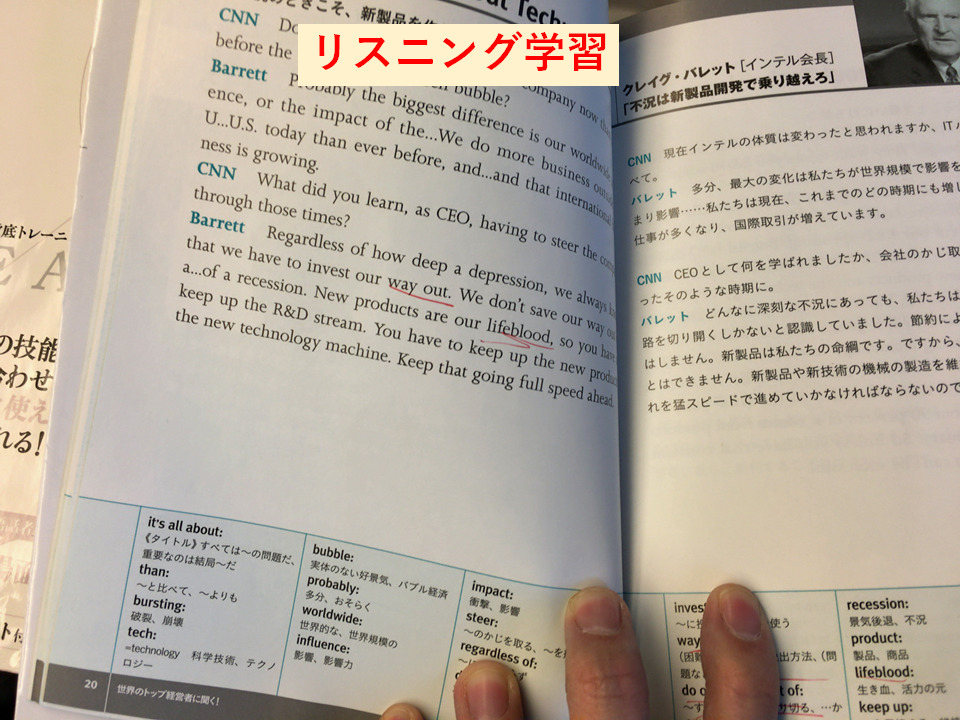 リスニング学習
CNN
before the
bubble?
company now
Barrett Probably the biggest difference is our worldwide
ence, or the impact of the...We do more business
U...U.S. today than ever before, and...and that international
ness is growing.
CNN What did you learn, as CEO, having to steer the
through those times?
Barrett Regardless of how deep a depression, we always
that we have to invest our way out. We don't save our way
a...of a recession. New products are our lifeblood, so you have
keep up the R&D stream. You have to keep up the new product
the new technology machine. Keep that going full speed ahead.
it's all about:
《タイトル》すべては〜の問題だ、
重要なのは結局〜だ
than:
〜と比べて、〜よりも
bursting:
破裂、崩壊
tech:
=technology 科学技術、テクノ
ロジー
bubble:
実体のない好景気、バブル経済
probably:
多分、おそらく
worldwide:
世界的な、世界規模の
influence:
影響、影響力
impact:
衝撃、影響
steer:
〜のかじを取る、〜を
regardless of:
20 世界のトップ経営者に聞く!
クレイグ・バレット[インテル会長]
「不況は新製品開発で乗り越えろ」
CNN 現在インテルの体質は変わったと思われますか、IT
べて。
バレット 多分、最大の変化は私たちが世界規模で影響を
まり影響……私たちは現在、これまでのどの時期にも増し
仕事が多くなり、国際取引が増えています。
CNN CEOとして何を学ばれましたか、会社のかじ取
ったそのような時期に。
バレット どんなに深刻な不況にあっても、私たちは
路を切り開くしかないと認識していました。節約によ
はしません。新製品は私たちの命綱です。ですから、
とはできません。新製品や新技術の機械の製造を維
れを猛スピードで進めていかなければならないので
recession:
景気後退、不況
product:
製品、商品
lifeblood:
生き血、活力の元
keep up: